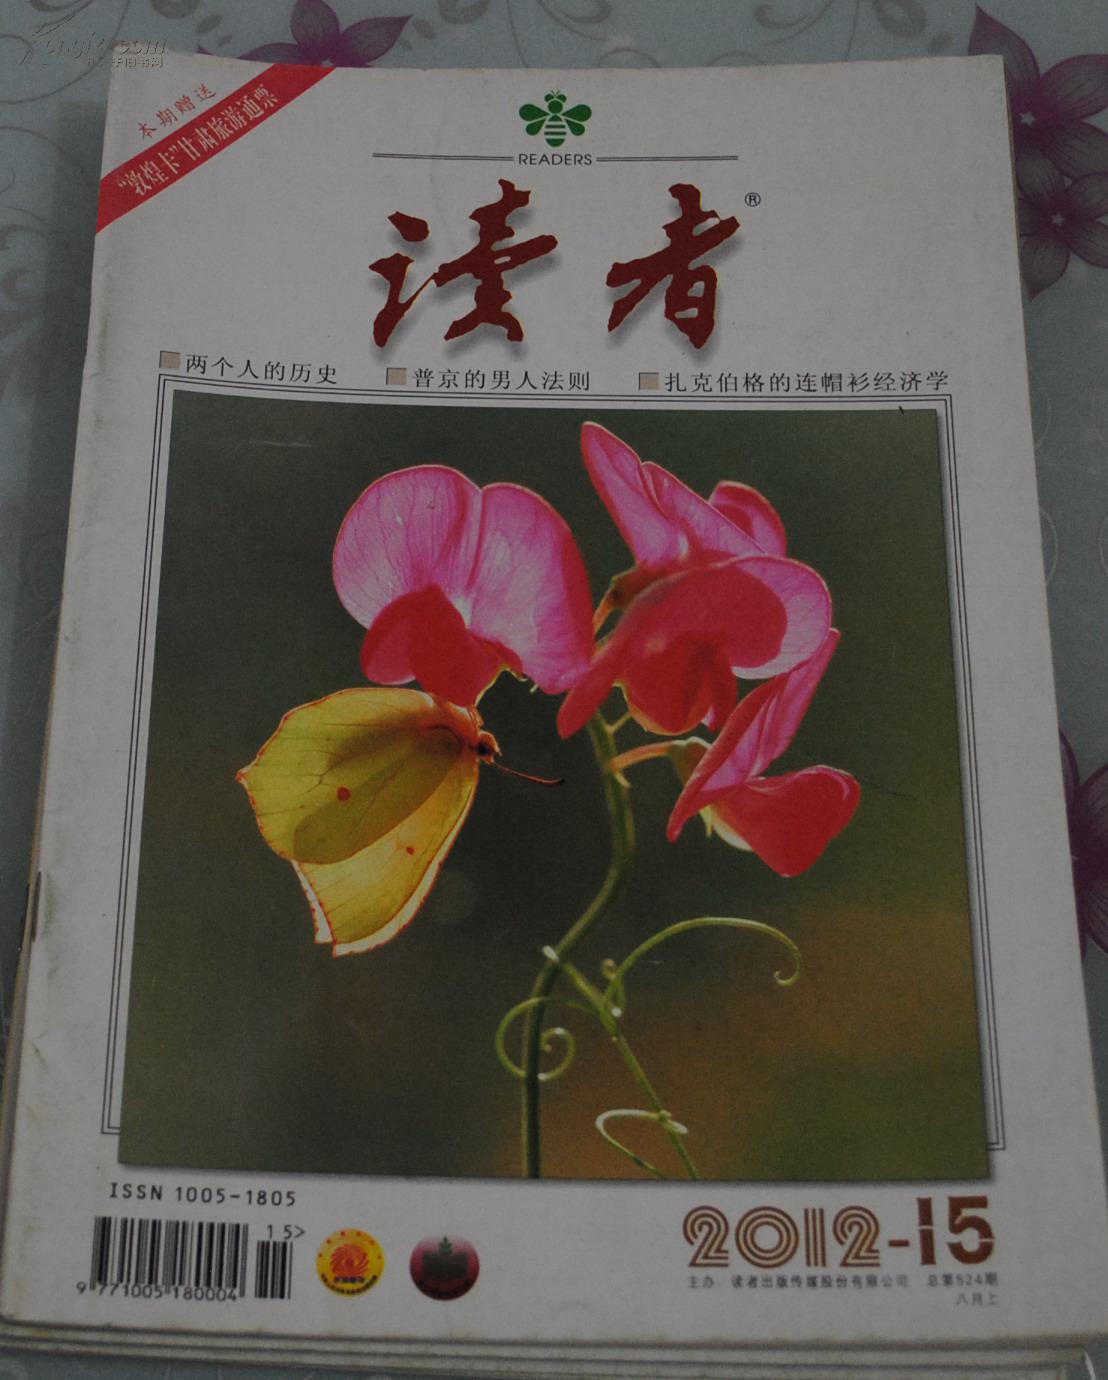 本期赠送
“敦煌卡”甘肃旅游通票
READERS
读者®
两个人的历史 普京的男人法则 扎克伯格的连帽衫经济学
ISSN 1005-1805
15>
9 771005 180004
2012-15
主办 读者出版传媒股份有限公司 总第524期
八月上